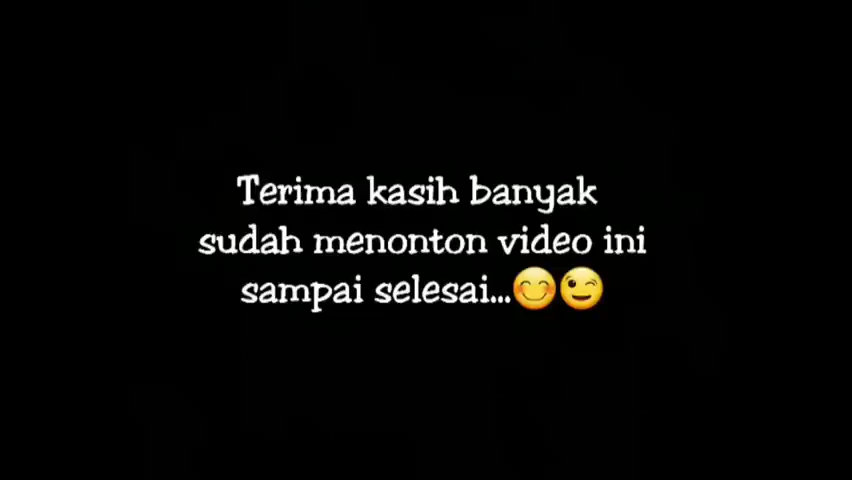 Terima kasih banyak
sudah menonton video ini
sampai selesai...😊😉